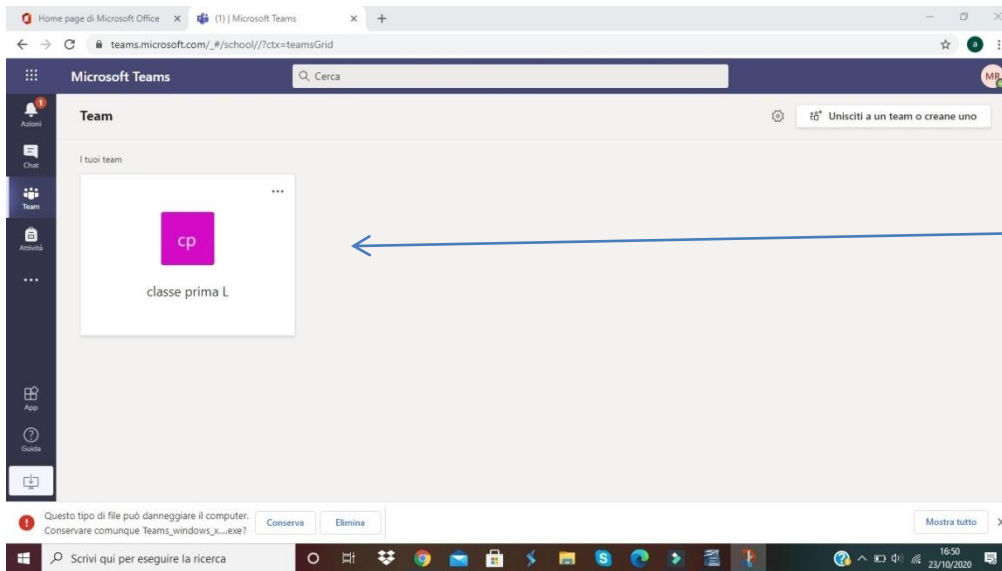 Home page di Microsoft Office
(1) | Microsoft Teams
teams.microsoft.com/_#/school//?ctx=teamsGrid
a
Microsoft Teams
Cerca
MR
1
Azioni
Team
Unisciti a un team o creane uno
Chat
I tuoi team
Team
cp
Attività
classe prima L
App
Guida
Questo tipo di file può danneggiare il computer.
Conservare comunque Teams_windows_x....exe?
Conserva
Elimina
Mostra tutto
Scrivi qui per eseguire la ricerca
16:50
23/10/2020